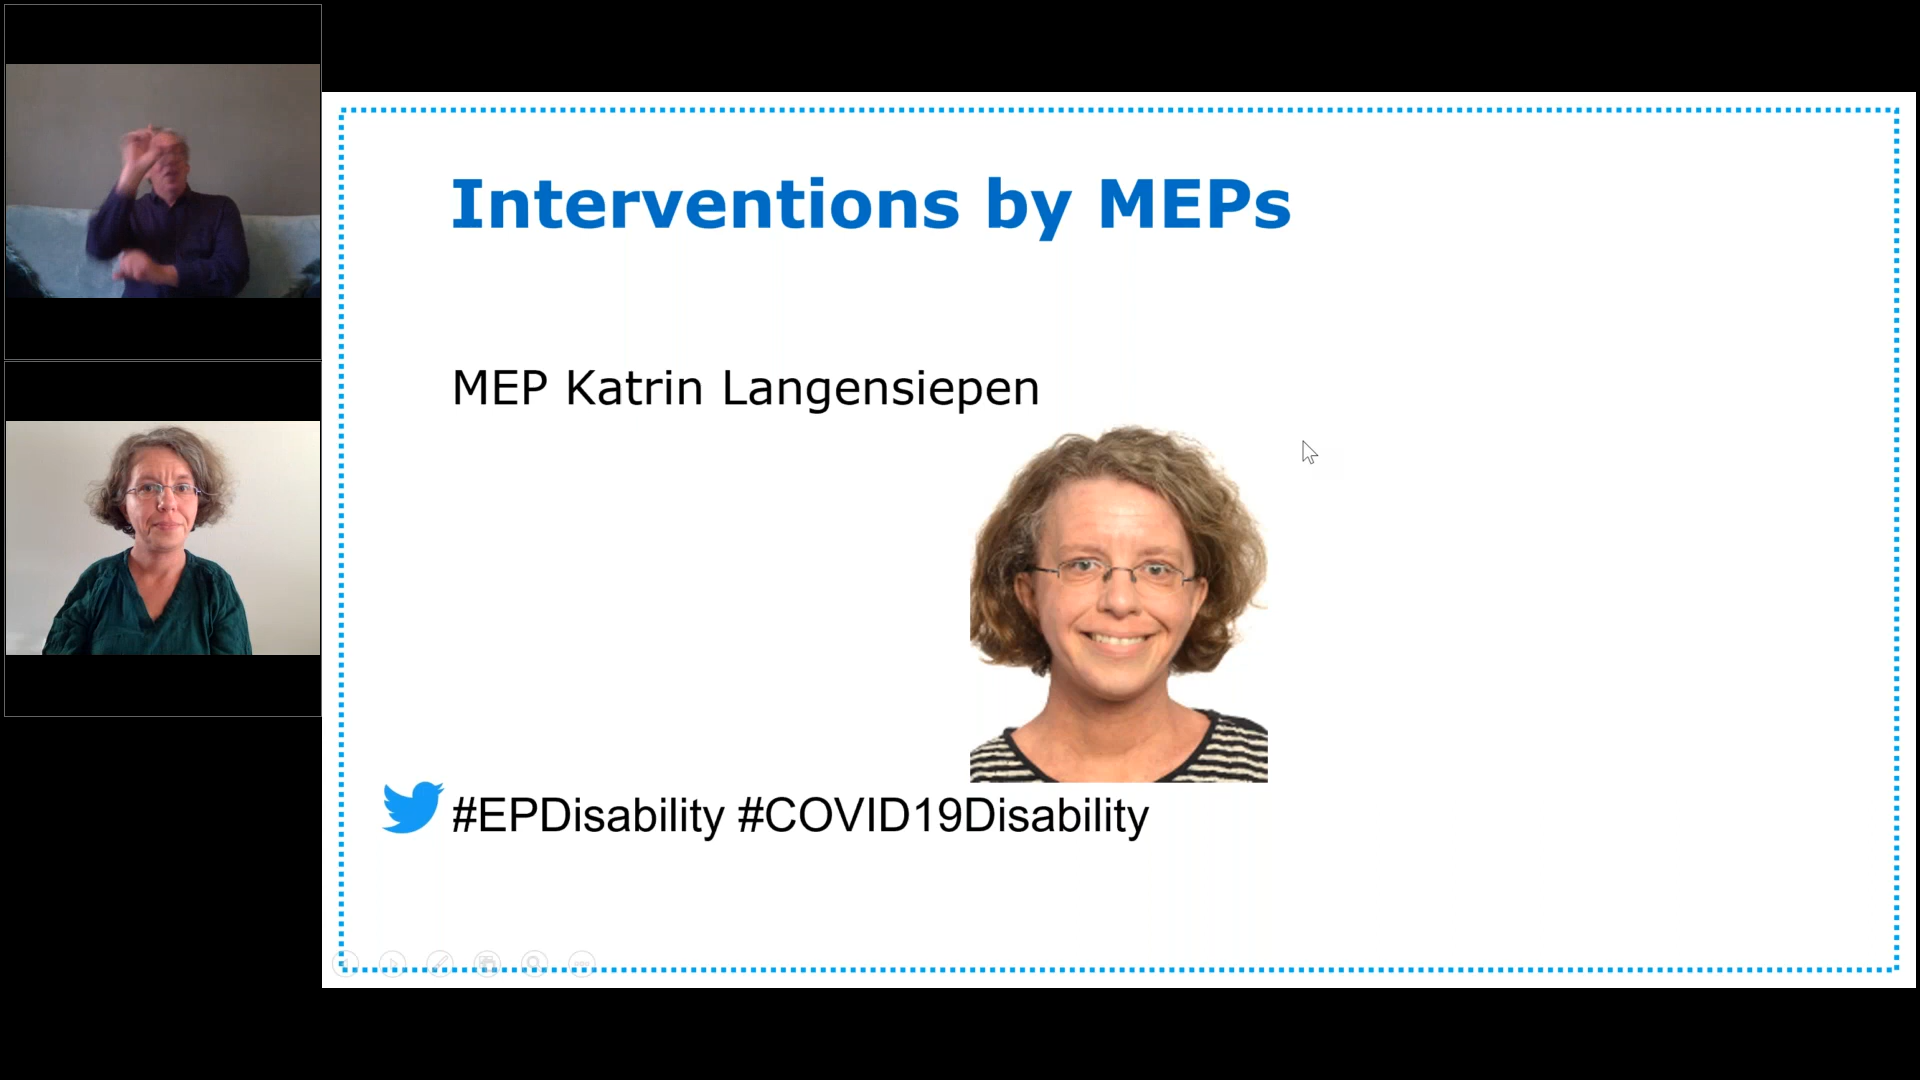 Interventions by MEPs
MEP Katrin Langensiepen
#EPDisability #COVID19Disability